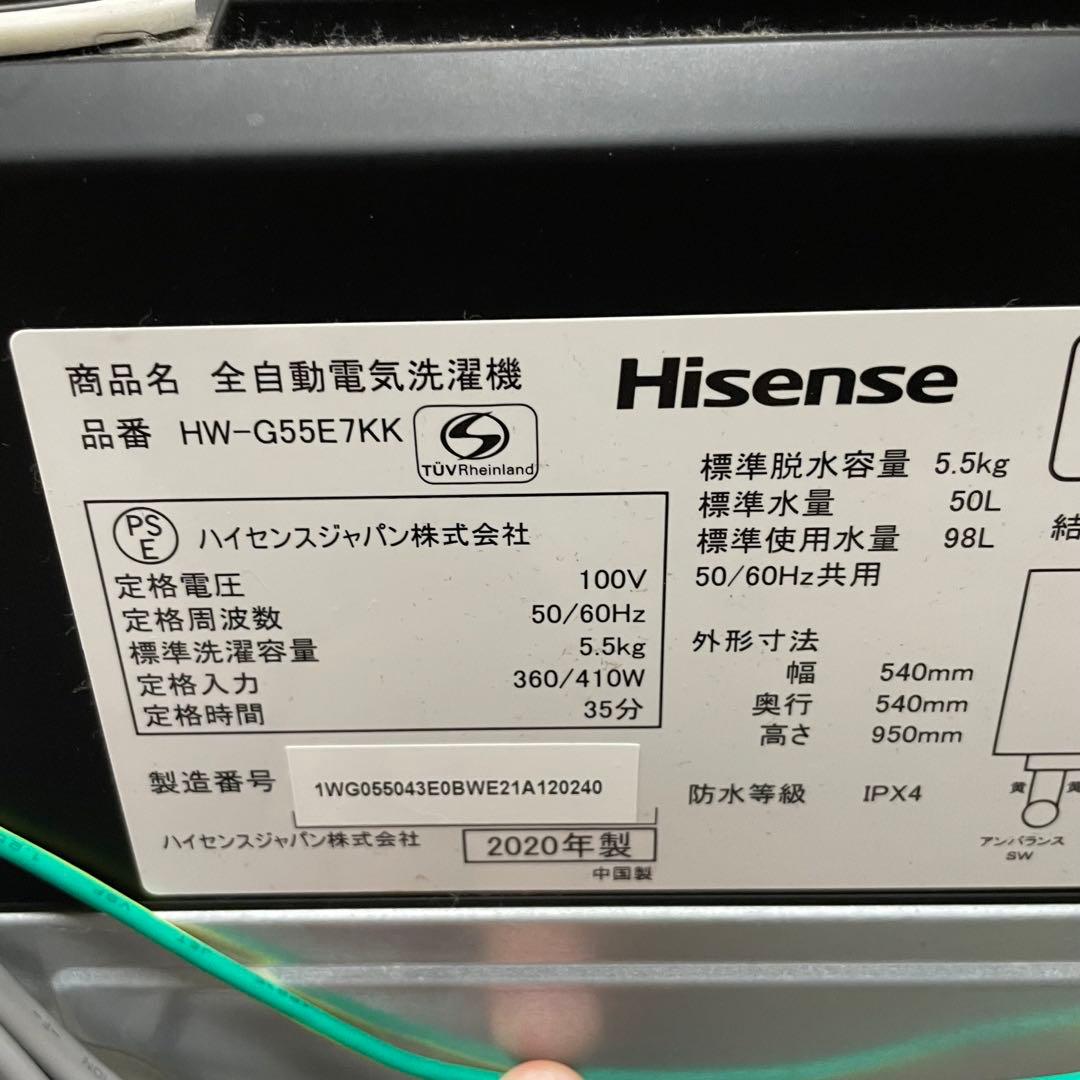 商品名 全自動電気洗濯機
Hisense
品番 HW-G55E7KK
TÜVRheinland
PS
E
ハイセンスジャパン株式会社
定格電圧 100V
定格周波数 50/60Hz
標準洗濯容量 5.5kg
定格入力 360/410W
定格時間 35分
製造番号 1WG055043E0BWE21A120240
ハイセンスジャパン株式会社 2020年製
中国製
標準脱水容量 5.5kg
標準水量 50L
標準使用水量 98L
50/60Hz共用
外形寸法
幅 540mm
奥行 540mm
高さ 950mm
防水等級 IPX4
結
黄 黄
アンバランス
SW